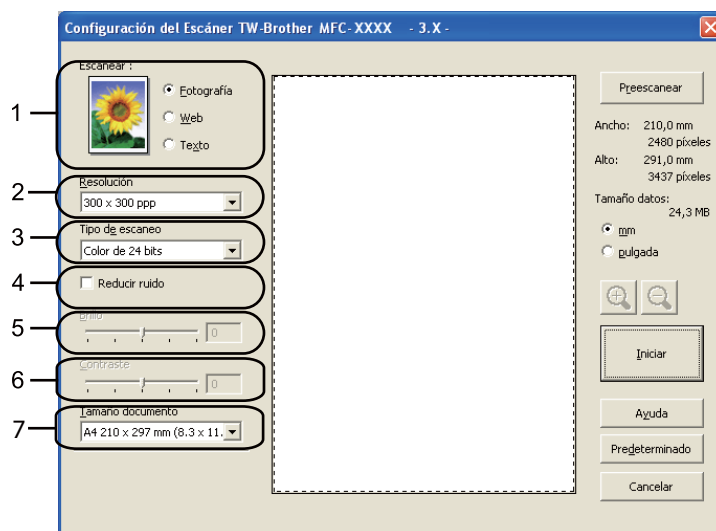 Configuración del Escáner TW-Brother MFC-XXXX - 3.X -
Escanear :
1
Fotografía
Web
Texto
2
Resolución
300 x 300 ppp
3
Tipo de escaneo
Color de 24 bits
4
Reducir ruido
5
Brillo
0
6
Contraste
0
7
Tamaño documento
A4 210 x 297 mm (8.3 x 11.
Preescanear
Ancho: 210,0 mm
2480 píxeles
Alto: 291,0 mm
3437 píxeles
Tamaño datos:
24,3 MB
mm
pulgada
Iniciar
Ayuda
Predeterminado
Cancelar